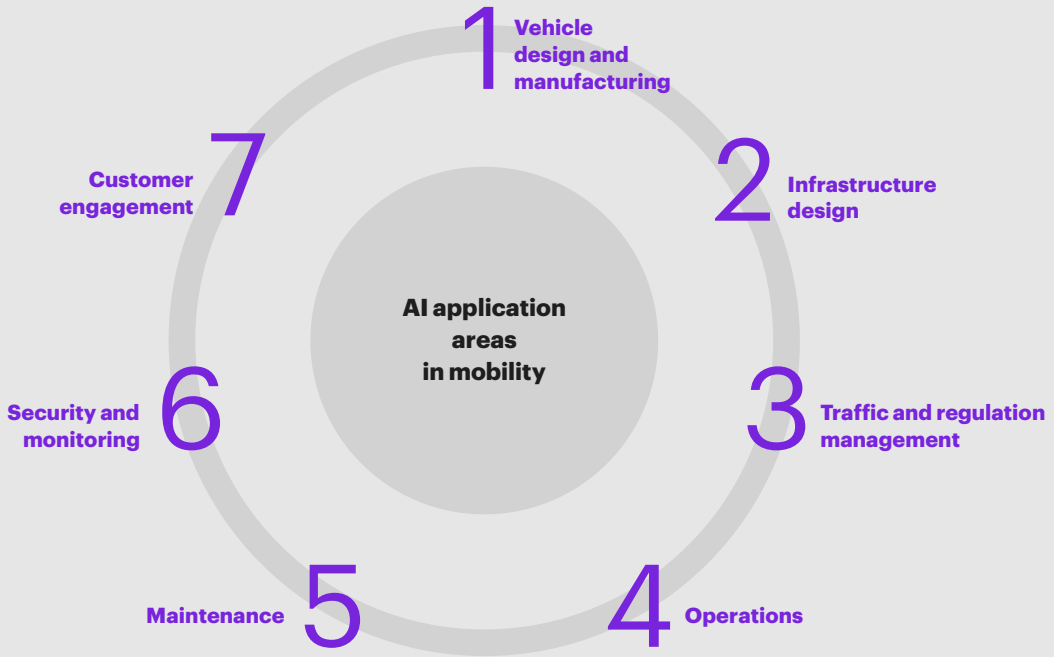 1
Vehicle
design and
manufacturing
2
Infrastructure
design
3
Traffic and regulation
management
4
Operations
5
Maintenance
6
Security and
monitoring
7
Customer
engagement
AI application
areas
in mobility